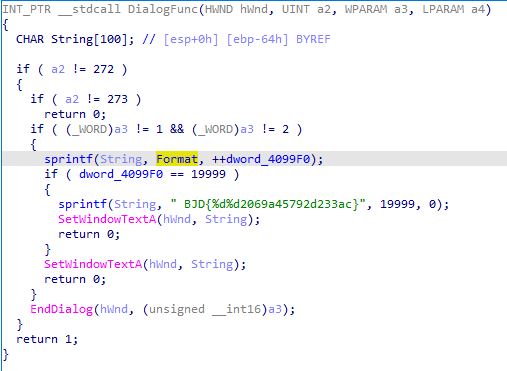 INT_PTR __stdcall DialogFunc(HWND hWnd, UINT a2, WPARAM a3, LPARAM a4)
{
  CHAR String[100]; // [esp+0h] [ebp-64h] BYREF

  if ( a2 != 272 )
  {
    if ( a2 != 273 )
      return 0;
    if ( (_WORD)a3 != 1 && (_WORD)a3 != 2 )
    {
      sprintf(String, Format, ++dword_4099F0);
      if ( dword_4099F0 == 19999 )
      {
        sprintf(String, " BJD{%d%d2069a45792d233ac}", 19999, 0);
        SetWindowTextA(hWnd, String);
        return 0;
      }
      SetWindowTextA(hWnd, String);
      return 0;
    }
    EndDialog(hWnd, (unsigned __int16)a3);
  }
  return 1;
}